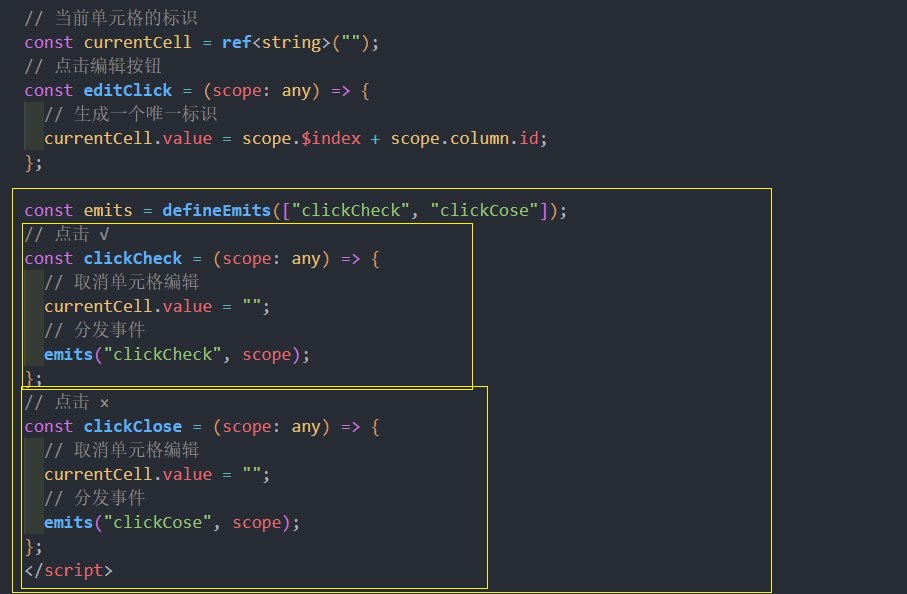 // 当前单元格的标识
const currentCell = ref<string>("");
// 点击编辑按钮
const editClick = (scope: any) => {
  // 生成一个唯一标识
  currentCell.value = scope.$index + scope.column.id;
};

const emits = defineEmits(["clickCheck", "clickCose"]);
// 点击 √
const clickCheck = (scope: any) => {
  // 取消单元格编辑
  currentCell.value = "";
  // 分发事件
  emits("clickCheck", scope);
};
// 点击 ×
const clickClose = (scope: any) => {
  // 取消单元格编辑
  currentCell.value = "";
  // 分发事件
  emits("clickCose", scope);
};
</script>